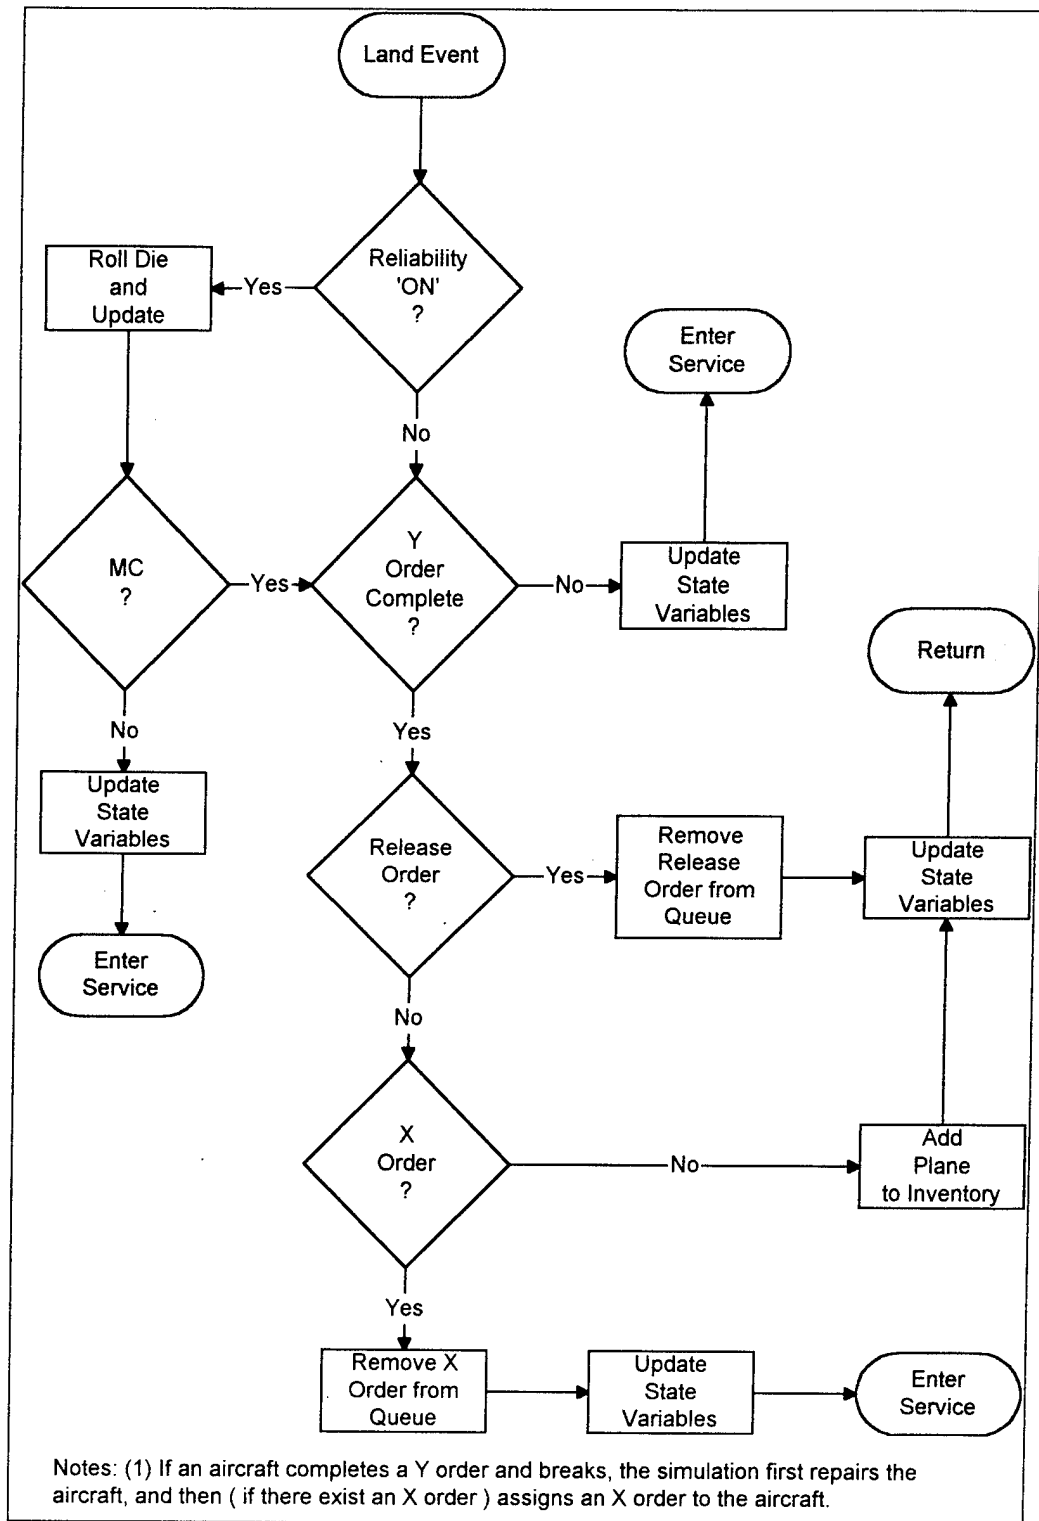 Land Event
Reliability
'ON'
?
Yes
Roll Die
and
Update
No
Enter
Service
MC
?
Yes
Y
Order
Complete
?
No
Update
State
Variables
Return
No
Yes
Update
State
Variables
Release
Order
?
Yes
Remove
Release
Order from
Queue
Update
State
Variables
Enter
Service
No
X
Order
?
No
Add
Plane
to Inventory
Yes
Remove X
Order from
Queue
Update
State
Variables
Enter
Service
Notes: (1) If an aircraft completes a Y order and breaks, the simulation first repairs the
aircraft, and then ( if there exist an X order ) assigns an X order to the aircraft.